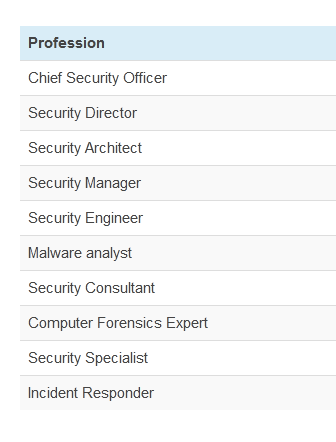 Profession
Chief Security Officer
Security Director
Security Architect
Security Manager
Security Engineer
Malware analyst
Security Consultant
Computer Forensics Expert
Security Specialist
Incident Responder